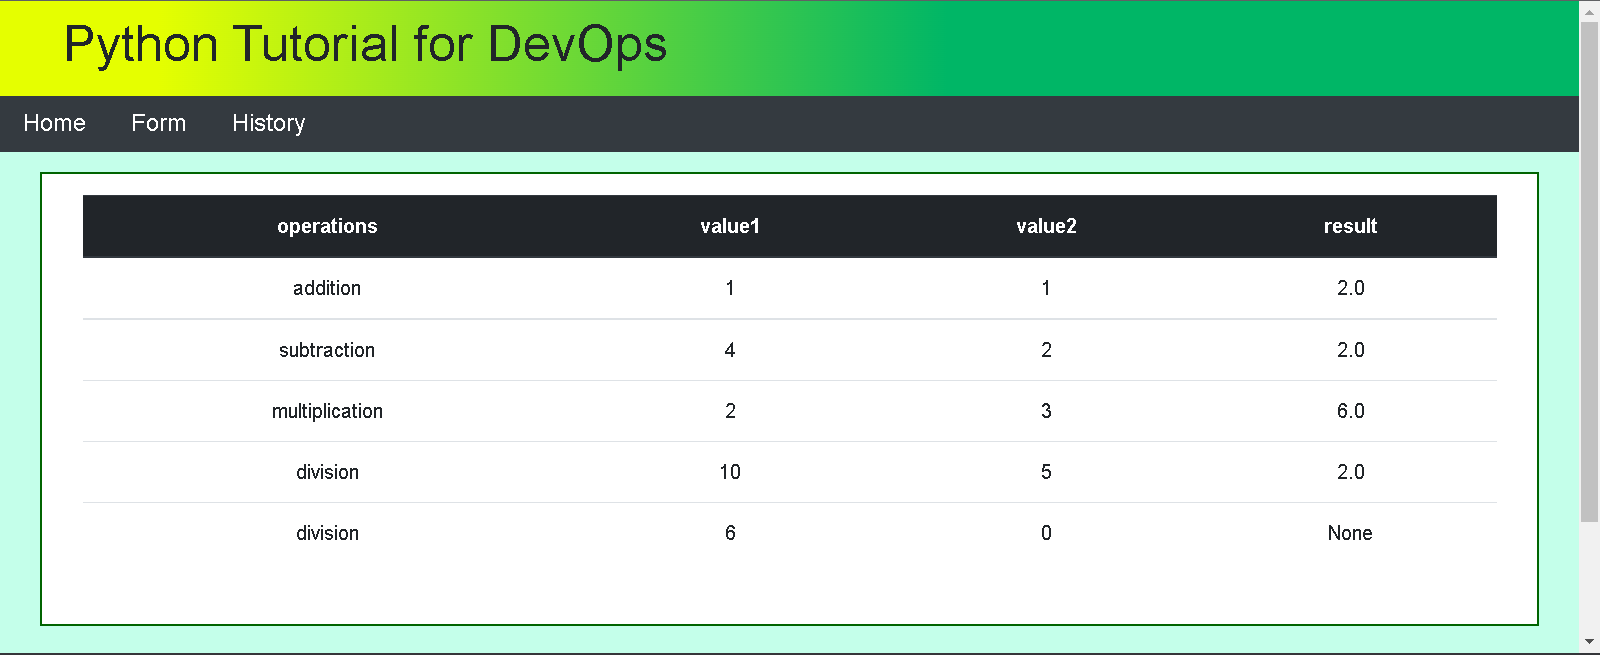 Python Tutorial for DevOps
Home Form History
operations value1 value2 result
addition 1 1 2.0
subtraction 4 2 2.0
multiplication 2 3 6.0
division 10 5 2.0
division 6 0 None